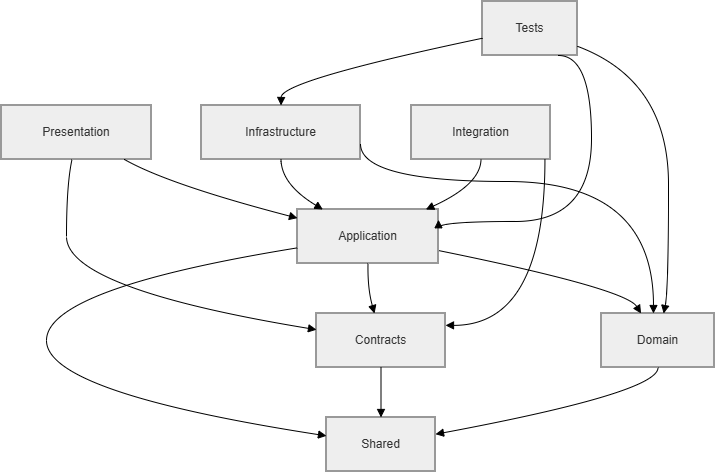 Tests
Presentation
Infrastructure
Integration
Application
Contracts
Domain
Shared